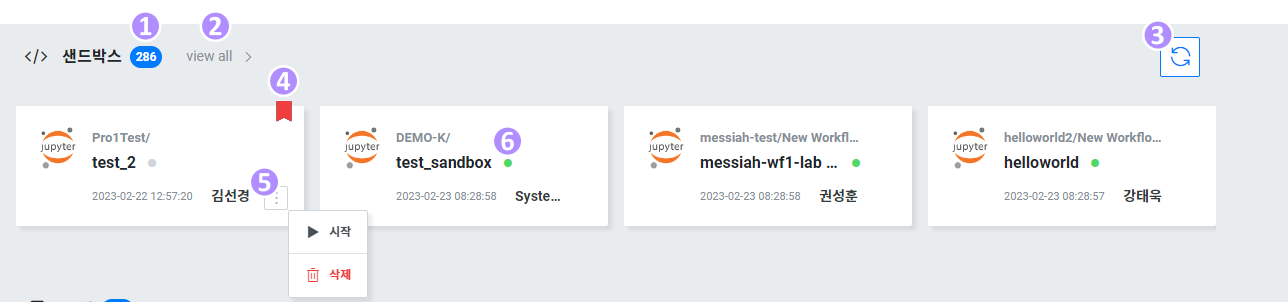 1 2 3
</> 샌드박스 286 view all >
4
jupyter Pro1Test/
test_2
2023-02-22 12:57:20 김선경
5
시작
삭제
jupyter DEMO-K/
6
test_sandbox
2023-02-23 08:28:58 Syste...
jupyter messiah-test/New Workfl...
messiah-wf1-lab ...
2023-02-23 08:28:58 권성훈
jupyter helloworld2/New Workflo...
helloworld
2023-02-23 08:28:57 강태욱